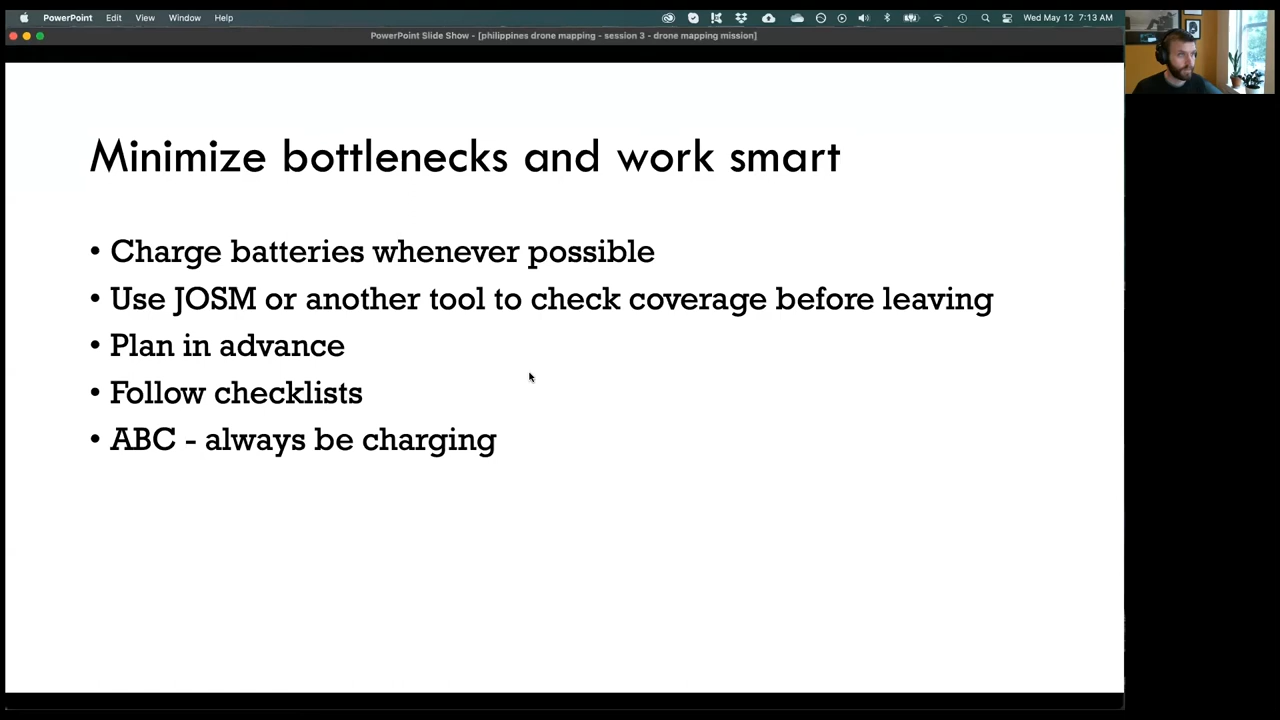 PowerPoint Edit View Window Help Wed May 12 7:13 AM
PowerPoint Slide Show - [philippines drone mapping - session 3 - drone mapping mission]
Minimize bottlenecks and work smart
• Charge batteries whenever possible
• Use JOSM or another tool to check coverage before leaving
• Plan in advance
• Follow checklists
• ABC - always be charging